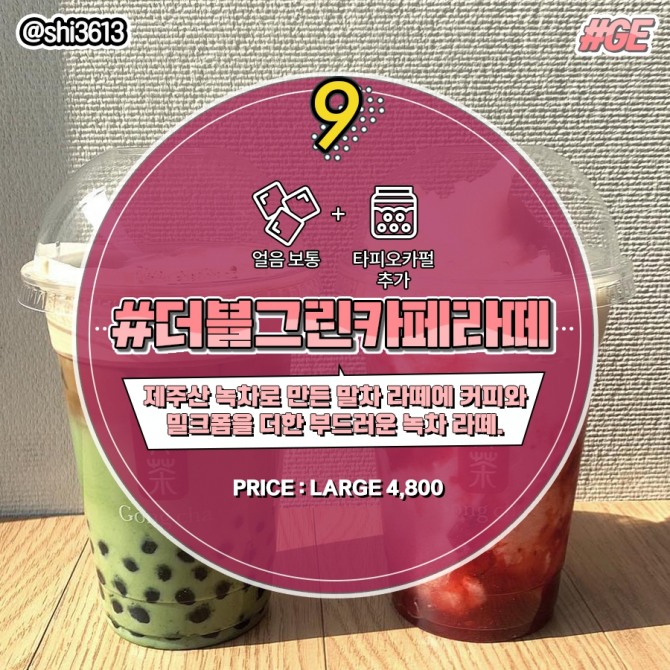 @shi3613
#GE
9
얼음 보통
+
타피오카펄
추가
#더블그린카페라떼
제주산 녹차로 만든 말차 라떼에 커피와
밀크폼을 더한 부드러운 녹차 라떼.
PRICE : LARGE 4,800
茶
Gong